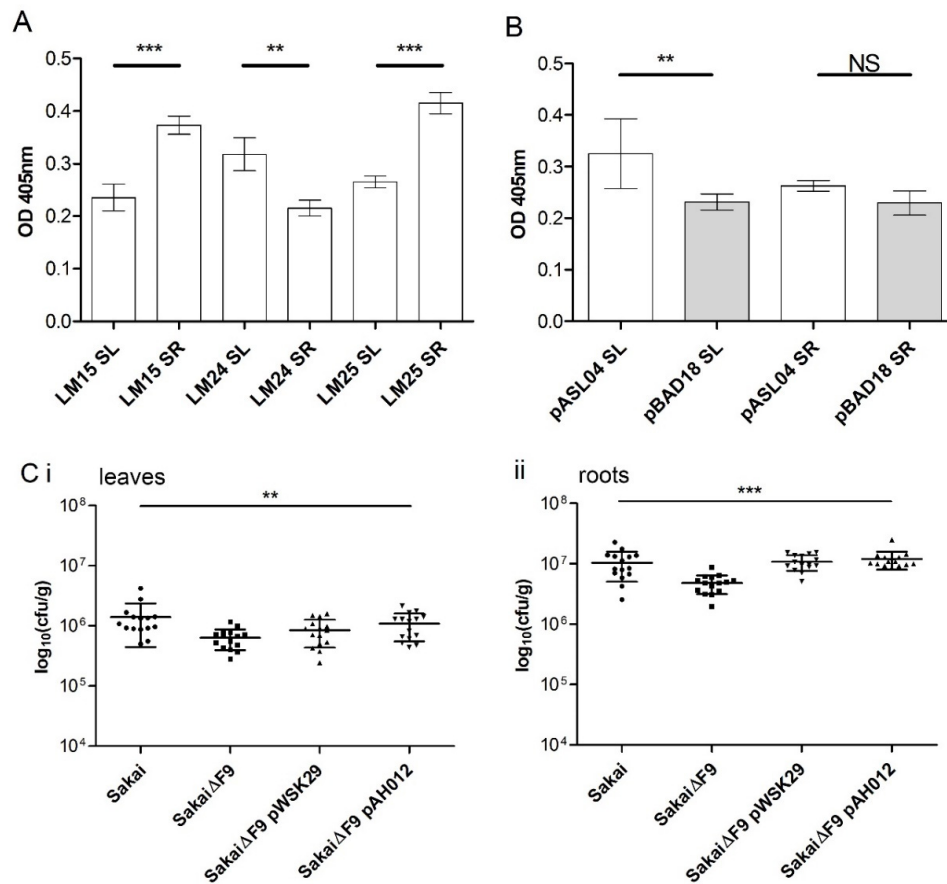 A
*** ** ***
0.5
0.4
0.3
0.2
0.1
0.0
OD 405nm
LM15 SL
LM15 SR
LM24 SL
LM24 SR
LM25 SL
LM25 SR
B
** NS
0.5
0.4
0.3
0.2
0.1
0.0
OD 405nm
pASL04 SL
pBAD18 SL
pASL04 SR
pBAD18 SR
C i leaves
**
10⁸
10⁷
10⁶
10⁵
10⁴
log₁₀(cfu/g)
Sakai
SakaiΔF9
SakaiΔF9 pWSK29
SakaiΔF9 pAH012
ii roots
***
10⁸
10⁷
10⁶
10⁵
10⁴
log₁₀(cfu/g)
Sakai
SakaiΔF9
SakaiΔF9 pWSK29
SakaiΔF9 pAH012